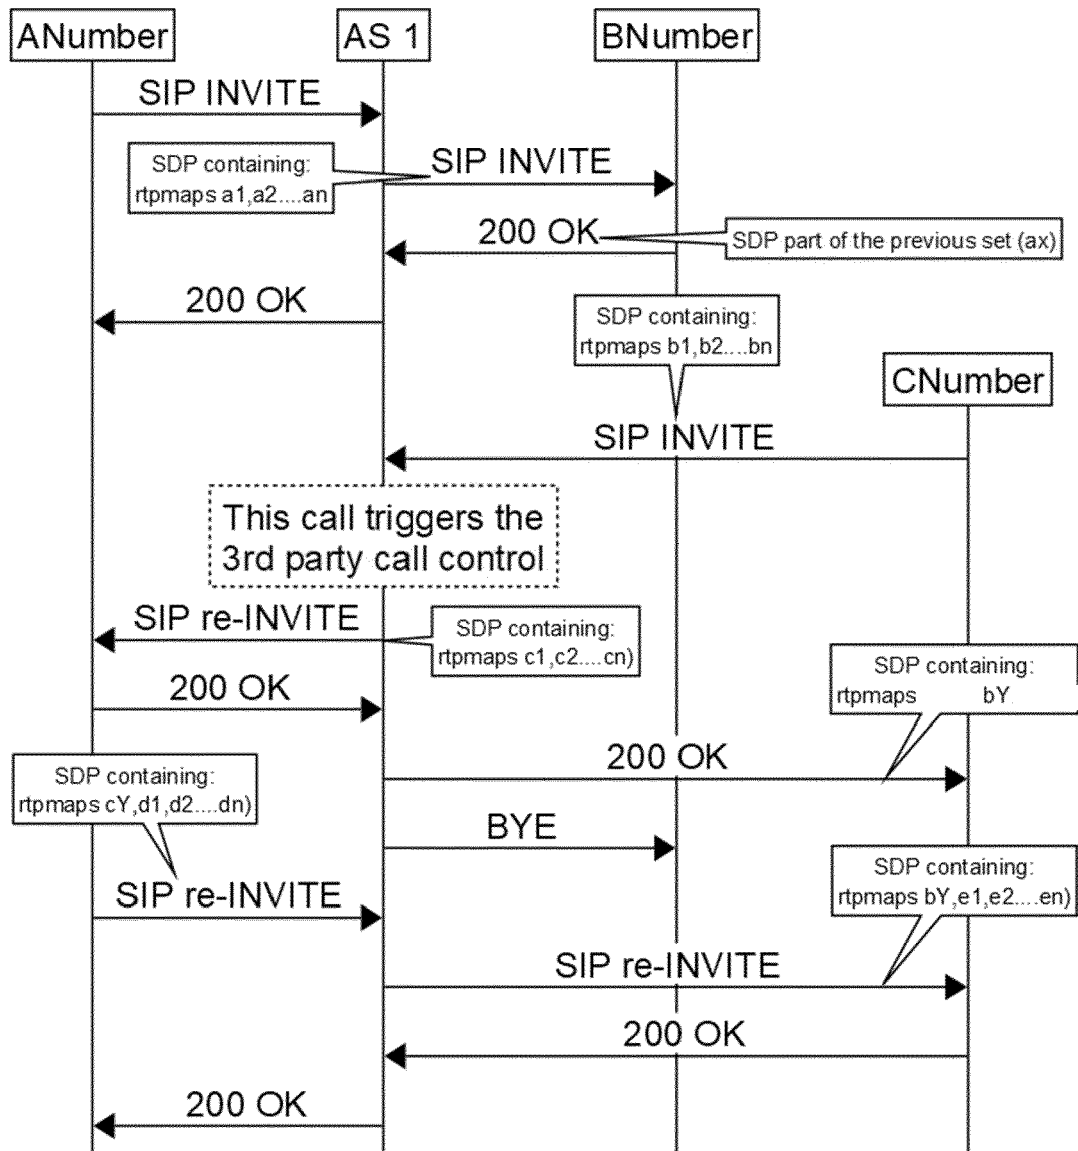 ANumber
AS 1
BNumber
SIP INVITE
SDP containing:
rtpmaps a1,a2....an
SIP INVITE
200 OK
SDP part of the previous set (ax)
200 OK
SDP containing:
rtpmaps b1,b2....bn
CNumber
SIP INVITE
This call triggers the
3rd party call control
SIP re-INVITE
SDP containing:
rtpmaps c1,c2....cn)
SDP containing:
rtpmaps bY
200 OK
200 OK
SDP containing:
rtpmaps cY,d1,d2....dn)
BYE
SDP containing:
rtpmaps bY,e1,e2....en)
SIP re-INVITE
SIP re-INVITE
200 OK
200 OK